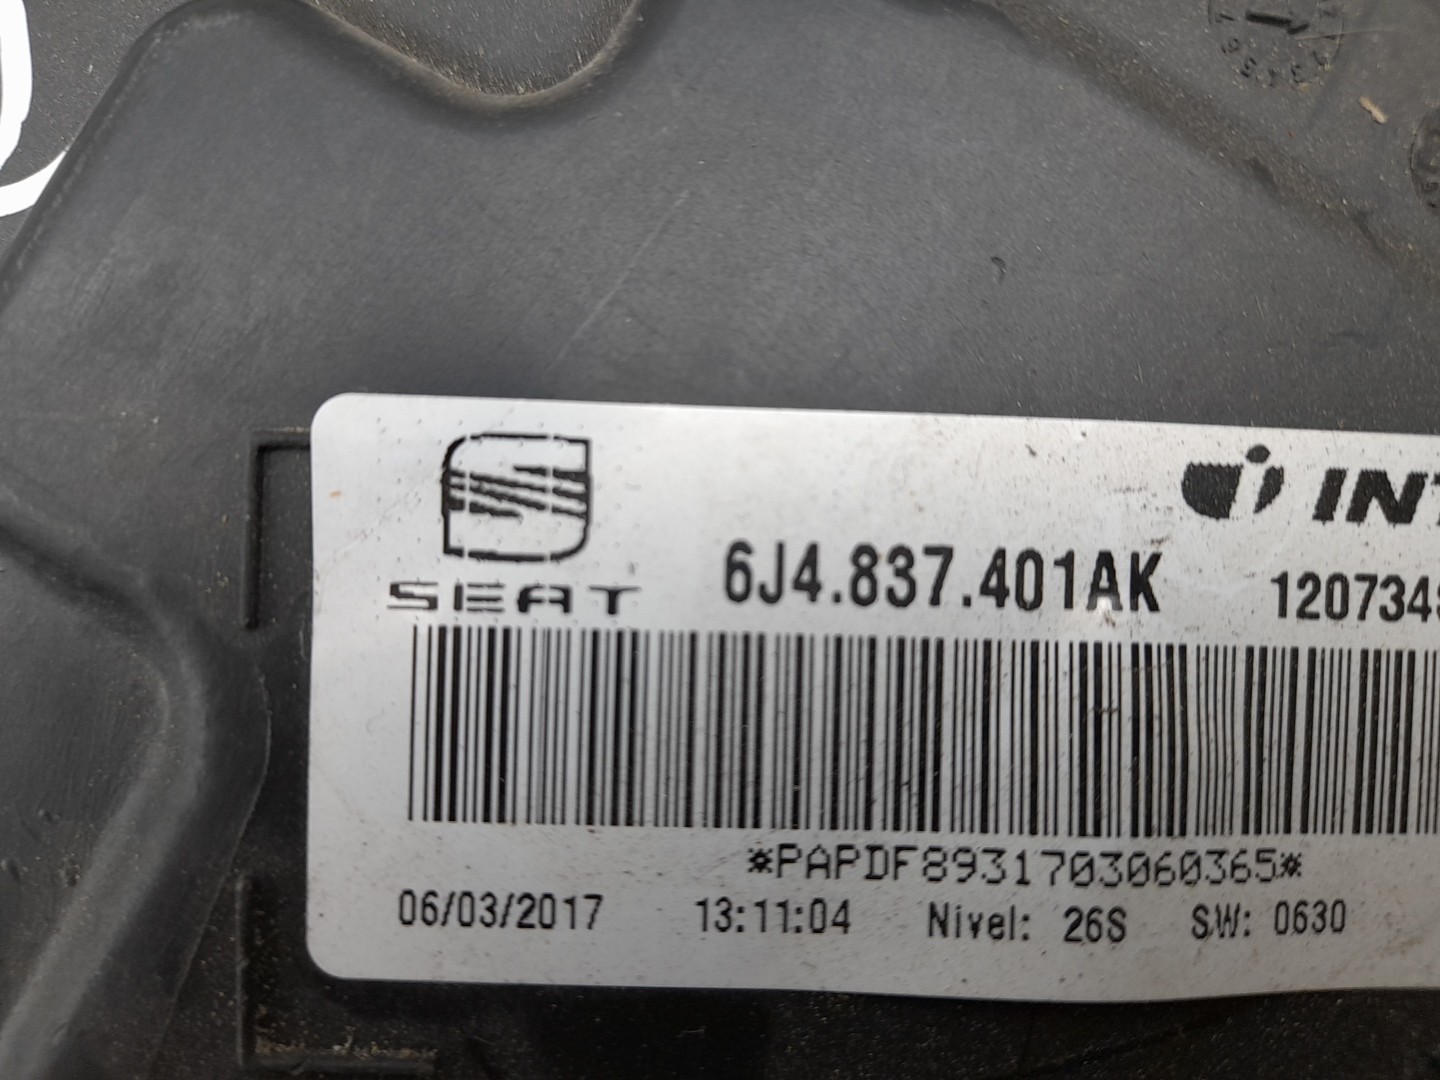 SEAT
6J4.837.401AK
*PAPDF8931703060365*
06/03/2017 13:11:04 Nivel: 26S SW: 0630